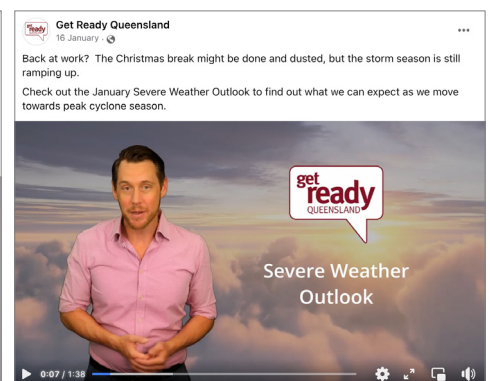 Get Ready Queensland
16 January ·
Back at work?  The Christmas break might be done and dusted, but the storm season is still
ramping up.
Check out the January Severe Weather Outlook to find out what we can expect as we move
towards peak cyclone season.
get
ready
QUEENSLAND
Severe Weather
Outlook
0:07 / 1:38